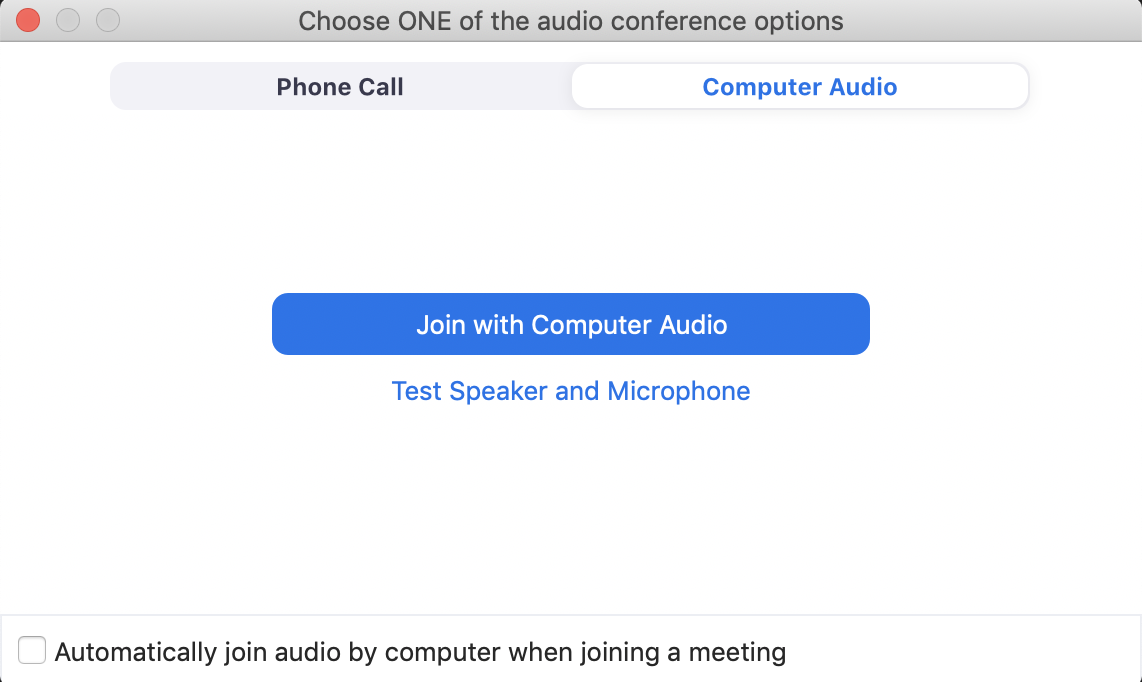 Choose ONE of the audio conference options
Phone Call
Computer Audio
Join with Computer Audio
Test Speaker and Microphone
Automatically join audio by computer when joining a meeting